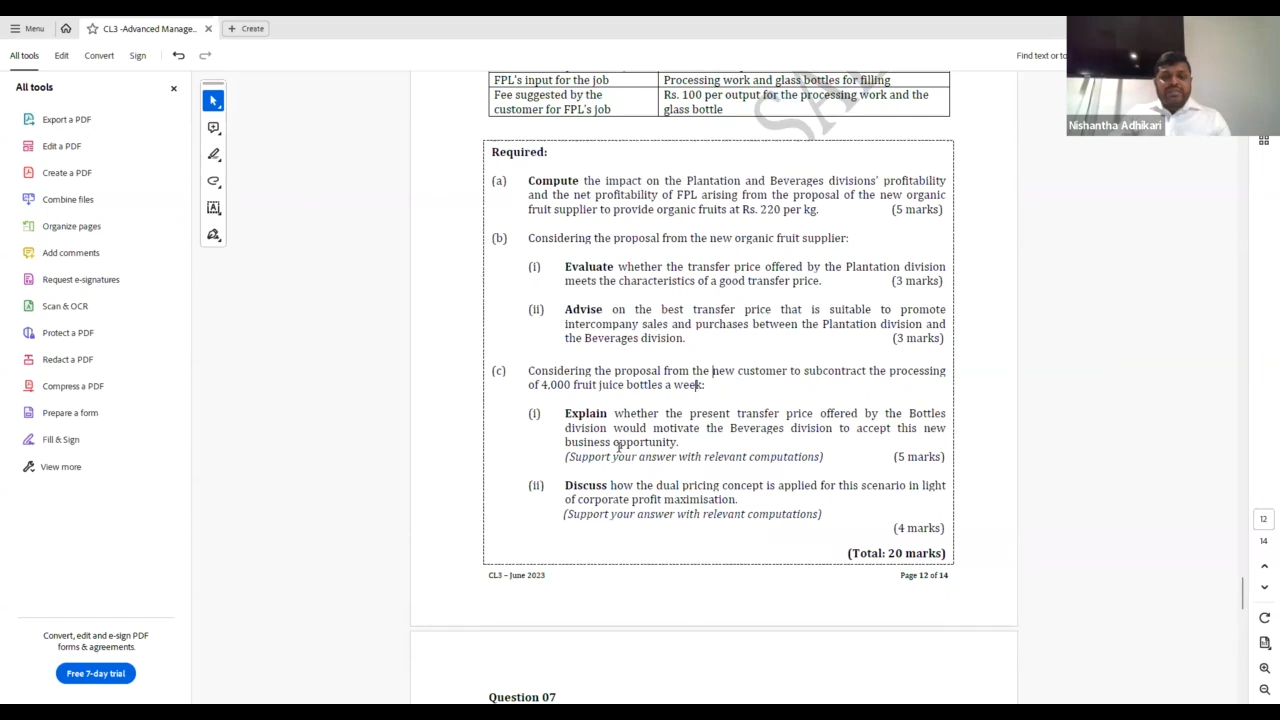 Menu
CL3 -Advanced Manage...
Create
All tools
Edit
Convert
Sign
Find text or to
All tools
Export a PDF
Edit a PDF
Create a PDF
Combine files
Organize pages
Add comments
Request e-signatures
Scan & OCR
Protect a PDF
Redact a PDF
Compress a PDF
Prepare a form
Fill & Sign
View more
Convert, edit and e-sign PDF
forms & agreements.
Free 7-day trial
FPL's input for the job Processing work and glass bottles for filling
Fee suggested by the Rs. 100 per output for the processing work and the
customer for FPL's job glass bottle
Required:
(a) Compute the impact on the Plantation and Beverages divisions' profitability
and the net profitability of FPL arising from the proposal of the new organic
fruit supplier to provide organic fruits at Rs. 220 per kg. (5 marks)
(b) Considering the proposal from the new organic fruit supplier:
(i) Evaluate whether the transfer price offered by the Plantation division
meets the characteristics of a good transfer price. (3 marks)
(ii) Advise on the best transfer price that is suitable to promote
intercompany sales and purchases between the Plantation division and
the Beverages division. (3 marks)
(c) Considering the proposal from the new customer to subcontract the processing
of 4,000 fruit juice bottles a week:
(i) Explain whether the present transfer price offered by the Bottles
division would motivate the Beverages division to accept this new
business opportunity.
(Support your answer with relevant computations) (5 marks)
(ii) Discuss how the dual pricing concept is applied for this scenario in light
of corporate profit maximisation.
(Support your answer with relevant computations)
(4 marks)
(Total: 20 marks)
CL3 – June 2023 Page 12 of 14
Question 07
Nishantha Adhikari
12
14